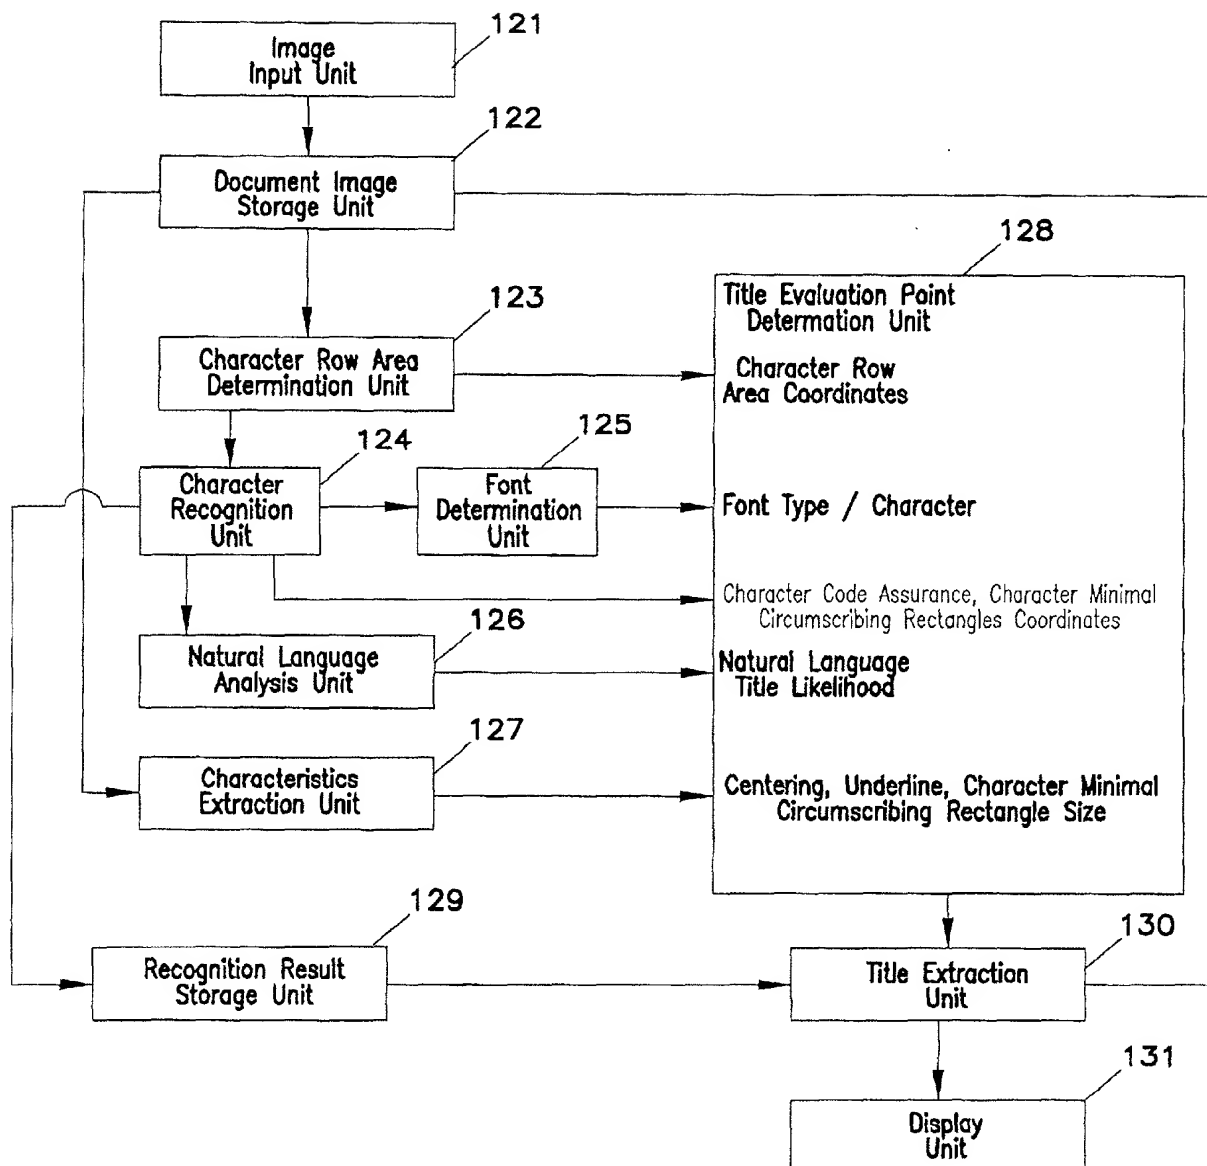 121
Image
Input Unit
122
Document Image
Storage Unit
128
Title Evaluation Point
Determation Unit
123
Character Row Area
Determination Unit
Character Row
Area Coordinates
124
Character
Recognition
Unit
125
Font
Determination
Unit
Font Type / Character
Character Code Assurance, Character Minimal
Circumscribing Rectangles Coordinates
126
Natural Language
Analysis Unit
Natural Language
Title Likelihood
127
Characteristics
Extraction Unit
Centering, Underline, Character Minimal
Circumscribing Rectangle Size
129
Recognition Result
Storage Unit
130
Title Extraction
Unit
131
Display
Unit